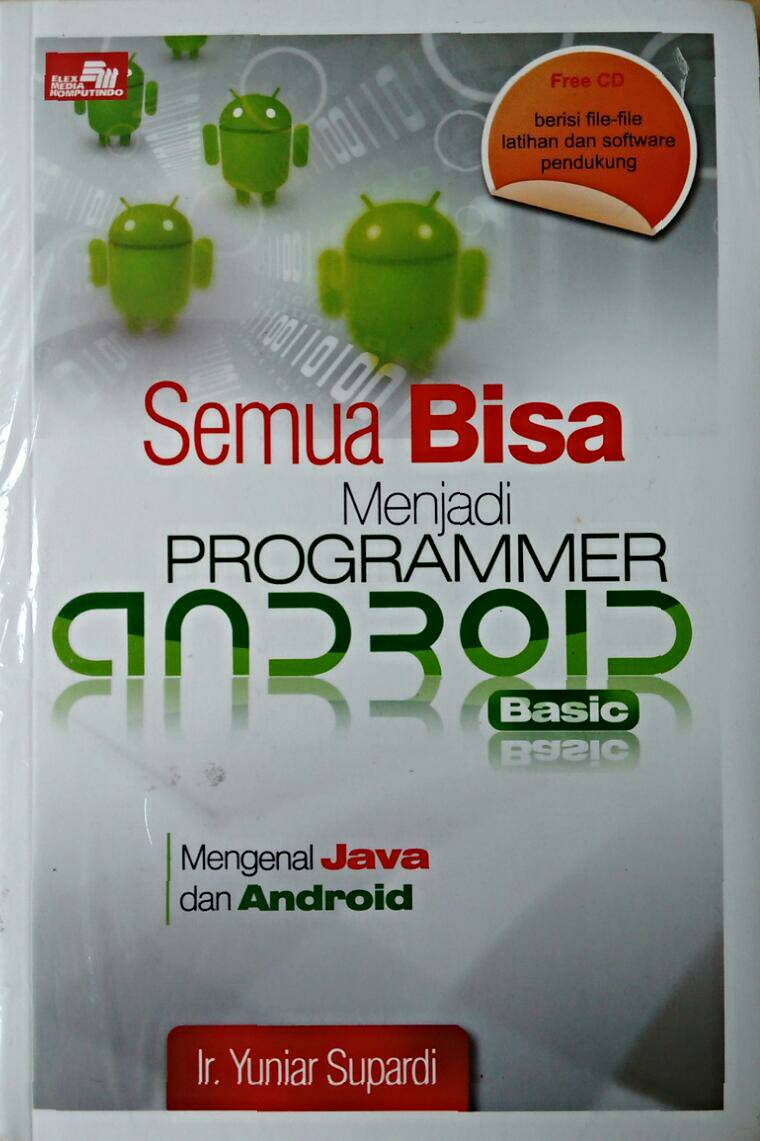 ELEX
MEDIA
KOMPUTINDO
Free CD
berisi file-file
latihan dan software
pendukung
Semua Bisa
Menjadi
PROGRAMMER
ANDROID
Basic
Mengenal Java
dan Android
Ir. Yuniar Supardi